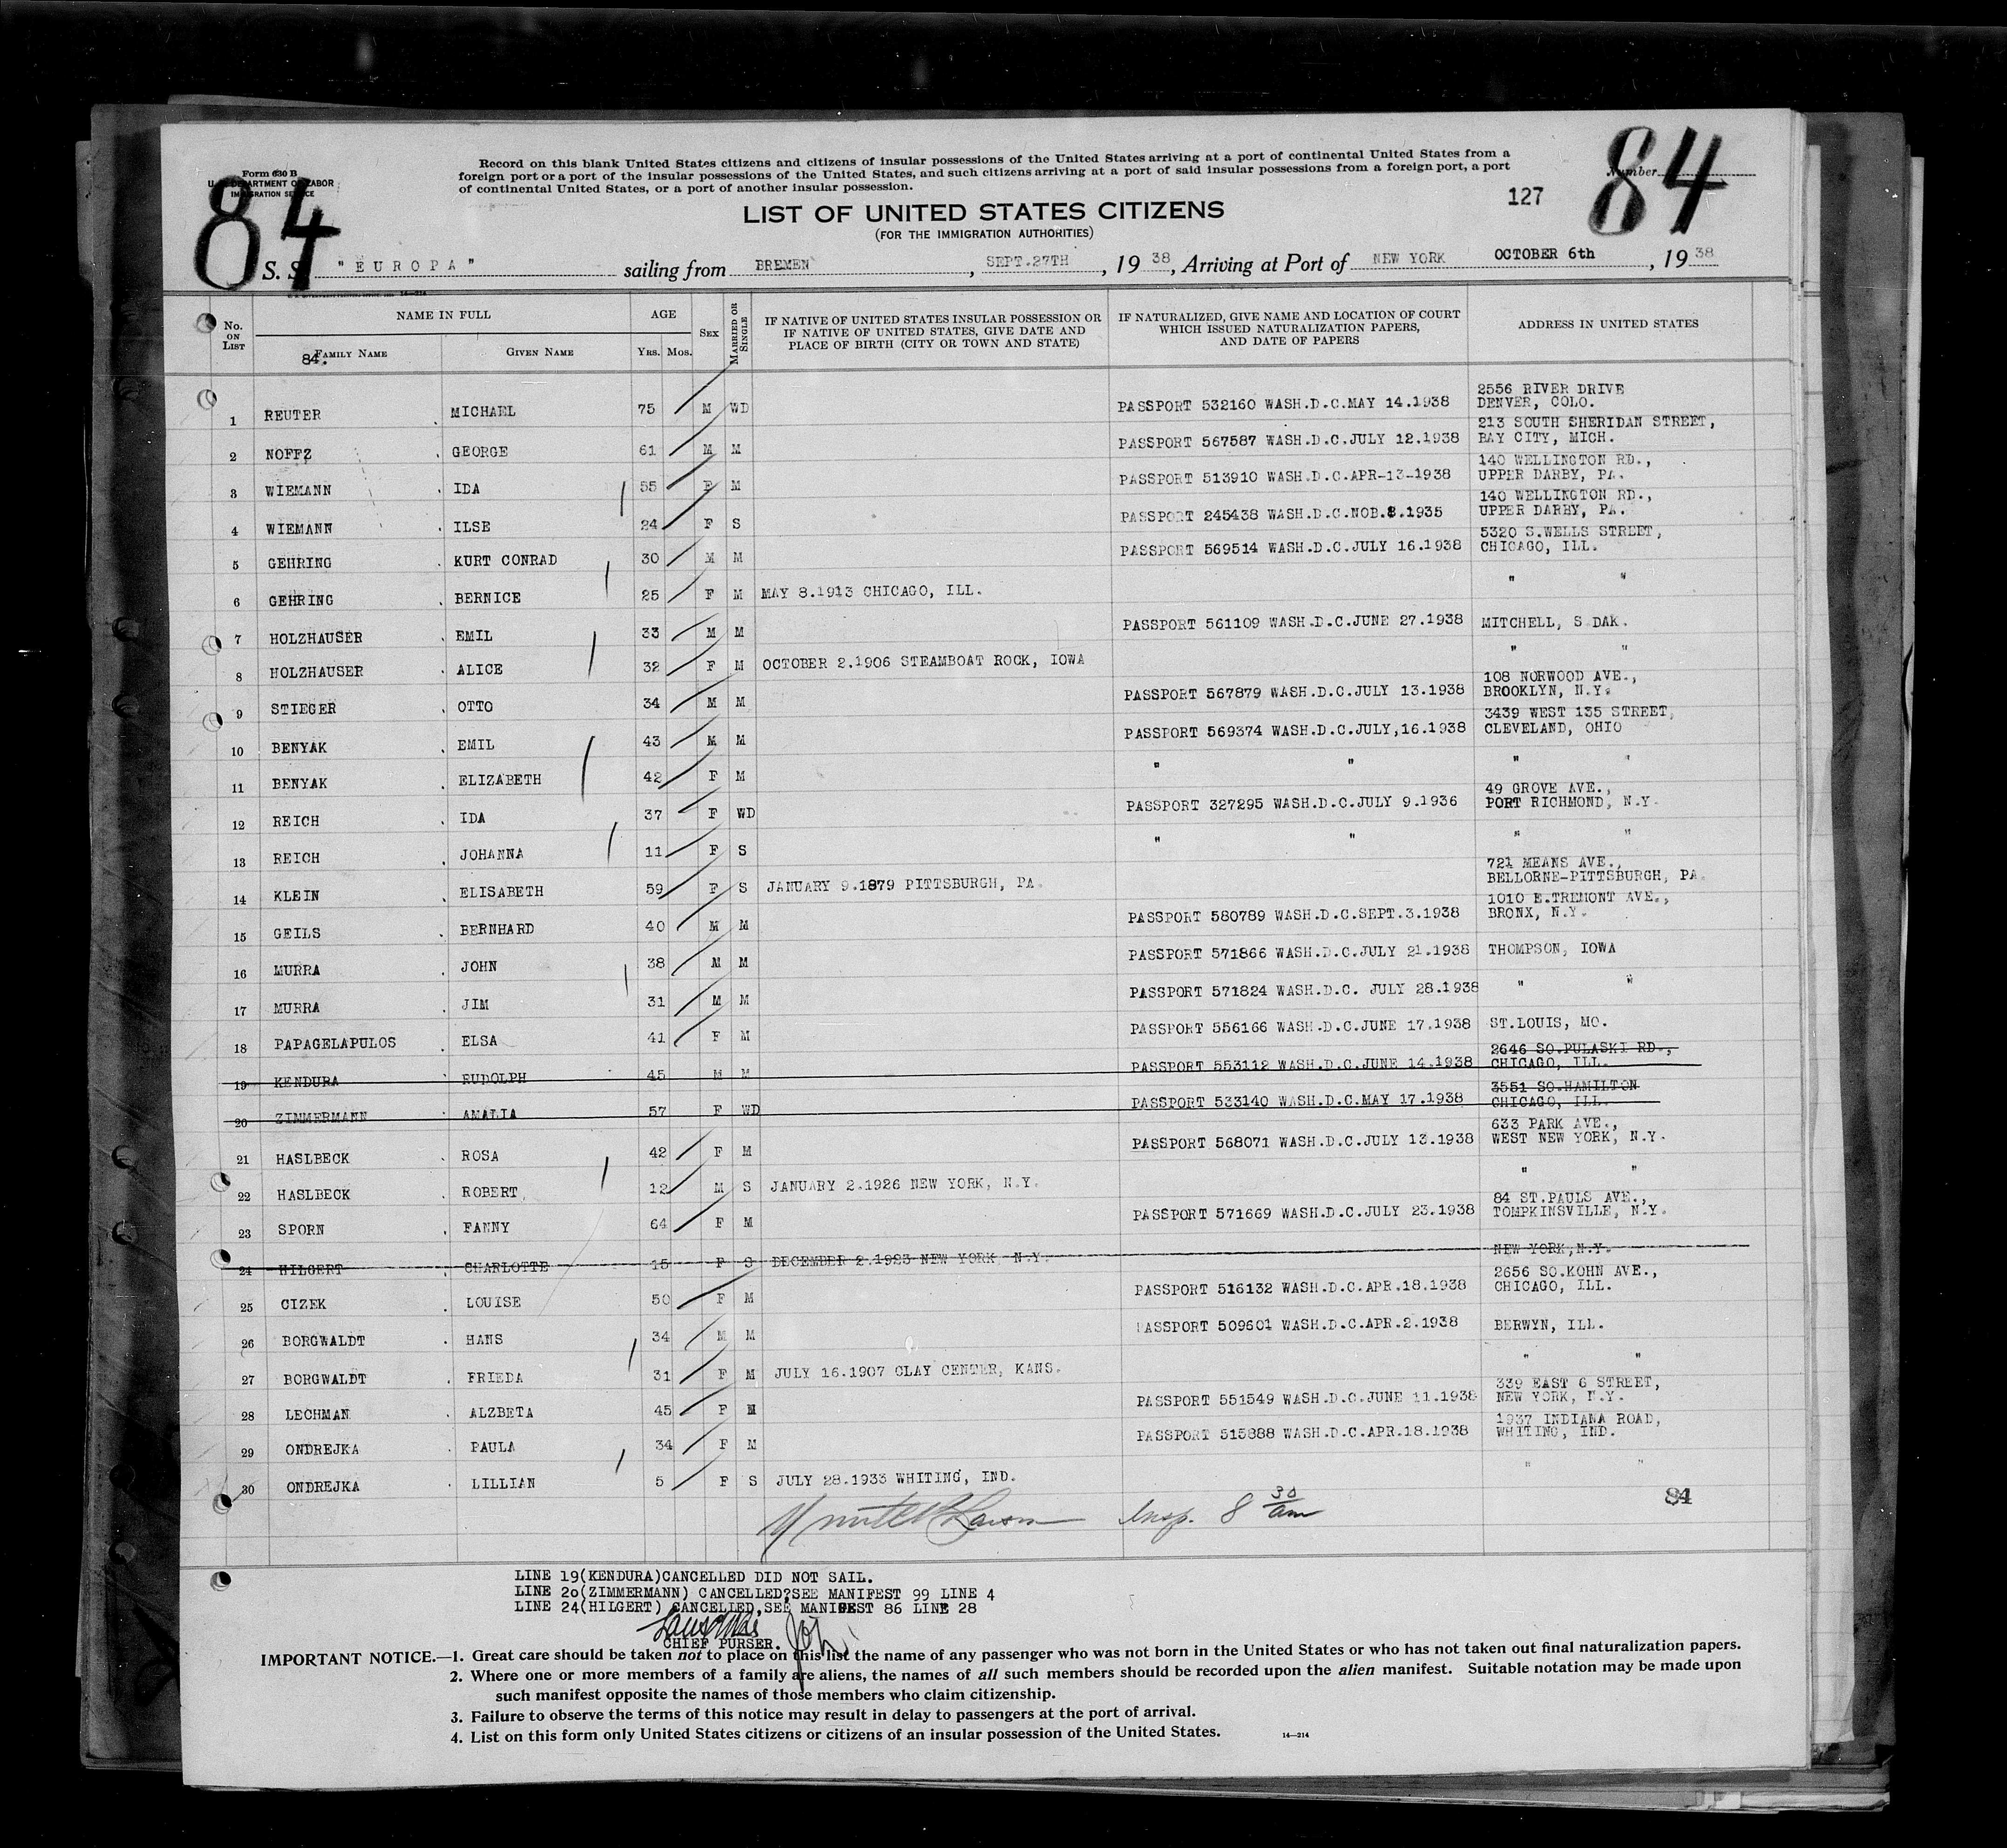 Form 630 B
U. S. DEPARTMENT OF LABOR
IMMIGRATION SERVICE
84
Record on this blank United States citizens and citizens of insular possessions of the United States arriving at a port of continental United States from a
foreign port or a port of the insular possessions of the United States, and such citizens arriving at a port of said insular possessions from a foreign port, a port
of continental United States, or a port of another insular possession.
Number
84
127
LIST OF UNITED STATES CITIZENS
(FOR THE IMMIGRATION AUTHORITIES)
S. S. "EUROPA" sailing from BREMEN, SEPT.27TH, 1938, Arriving at Port of NEW YORK OCTOBER 6th, 1938
No. ON LIST NAME IN FULL AGE SEX MARRIED OR SINGLE IF NATIVE OF UNITED STATES INSULAR POSSESSION OR IF NATIVE OF UNITED STATES, GIVE DATE AND PLACE OF BIRTH (CITY OR TOWN AND STATE) IF NATURALIZED, GIVE NAME AND LOCATION OF COURT WHICH ISSUED NATURALIZATION PAPERS, AND DATE OF PAPERS ADDRESS IN UNITED STATES
84. FAMILY NAME GIVEN NAME YRS. MOS.
1 REUTER MICHAEL 75 M WD PASSPORT 532160 WASH.D.C.MAY 14.1938 2556 RIVER DRIVE DENVER, COLO.
2 NOFFZ GEORGE 61 M M PASSPORT 567587 WASH.D.C.JULY 12.1938 213 SOUTH SHERIDAN STREET, BAY CITY, MICH.
3 WIEMANN IDA 55 F M PASSPORT 513910 WASH.D.C.APR-13-1938 140 WELLINGTON RD., UPPER DARBY, PA.
4 WIEMANN ILSE 24 F S PASSPORT 245438 WASH.D.C.NOB.8.1935 140 WELLINGTON RD., UPPER DARBY, PA.
5 GEHRING KURT CONRAD 30 M M PASSPORT 569514 WASH.D.C.JULY 16.1938 5320 S.WELLS STREET, CHICAGO, ILL.
6 GEHRING BERNICE 25 F M MAY 8.1913 CHICAGO, ILL. " "
7 HOLZHAUSER EMIL 33 M M PASSPORT 561109 WASH.D.C.JUNE 27.1938 MITCHELL, S.DAK.
8 HOLZHAUSER ALICE 32 F M OCTOBER 2.1906 STEAMBOAT ROCK, IOWA " "
9 STIEGER OTTO 34 M M PASSPORT 567879 WASH.D.C.JULY 13.1938 108 NORWOOD AVE., BROOKLYN, N.Y.
10 BENYAK EMIL 43 M M PASSPORT 569374 WASH.D.C.JULY,16.1938 3439 WEST 135 STREET, CLEVELAND, OHIO
11 BENYAK ELIZABETH 42 F M " " " "
12 REICH IDA 37 F WD PASSPORT 327295 WASH.D.C.JULY 9.1936 49 GROVE AVE., PORT RICHMOND, N.Y.
13 REICH JOHANNA 11 F S " " " "
14 KLEIN ELISABETH 59 F S JANUARY 9.1879 PITTSBURGH, PA. 721 MEANS AVE., BELLORNE-PITTSBURGH, PA.
15 GEILS BERNHARD 40 M M PASSPORT 580789 WASH.D.C.SEPT.3.1938 1010 E.TREMONT AVE., BRONX, N.Y.
16 MURRA JOHN 38 M M PASSPORT 571866 WASH.D.C.JULY 21.1938 THOMPSON, IOWA
17 MURRA JIM 31 M M PASSPORT 571824 WASH.D.C. JULY 28.1938 " "
18 PAPAGELAPULOS ELSA 41 F M PASSPORT 556166 WASH.D.C.JUNE 17.1938 ST.LOUIS, MO.
19 KENDURA RUDOLPH 45 M M PASSPORT 553112 WASH.D.C.JUNE 14.1938 2646 SO.PULASKI RD., CHICAGO, ILL.
20 ZIMMERMANN AMALIA 57 F WD PASSPORT 533140 WASH.D.C.MAY 17.1938 3551 SO.HAMILTON CHICAGO, ILL.
21 HASLBECK ROSA 42 F M PASSPORT 568071 WASH.D.C.JULY 13.1938 633 PARK AVE., WEST NEW YORK, N.Y.
22 HASLBECK ROBERT 12 M S JANUARY 2.1926 NEW YORK, N.Y. " "
23 SPORN FANNY 64 F M PASSPORT 571669 WASH.D.C.JULY 23.1938 84 ST.PAULS AVE., TOMPKINSVILLE, N.Y.
24 HILGERT CHARLOTTE 15 F S DECEMBER 2.1923 NEW YORK N.Y. NEW YORK,N.Y.
25 CIZEK LOUISE 50 F M PASSPORT 516132 WASH.D.C.APR.18.1938 2656 SO.KOHN AVE., CHICAGO, ILL.
26 BORGWALDT HANS 34 M M PASSPORT 509601 WASH.D.C.APR.2.1938 BERWYN, ILL.
27 BORGWALDT FRIEDA 31 F M JULY 16.1907 CLAY CENTER, KANS. " "
28 LECHMAN ALZBETA 45 F M PASSPORT 551549 WASH.D.C.JUNE 11.1938 339 EAST 6 STREET, NEW YORK, N.Y.
29 ONDREJKA PAULA 34 F M PASSPORT 515888 WASH.D.C.APR.18.1938 1937 INDIANA ROAD, WHITING, IND.
30 ONDREJKA LILLIAN 5 F S JULY 28.1933 WHITING, IND. " "
Insp. 8 30 am
84
LINE 19(KENDURA)CANCELLED DID NOT SAIL.
LINE 20(ZIMMERMANN) CANCELLED?SEE MANIFEST 99 LINE 4
LINE 24(HILGERT) CANCELLED,SEE MANIFEST 86 LINE 28
CHIEF PURSER.
IMPORTANT NOTICE.—1. Great care should be taken not to place on this list the name of any passenger who was not born in the United States or who has not taken out final naturalization papers.
2. Where one or more members of a family are aliens, the names of all such members should be recorded upon the alien manifest. Suitable notation may be made upon
such manifest opposite the names of those members who claim citizenship.
3. Failure to observe the terms of this notice may result in delay to passengers at the port of arrival.
4. List on this form only United States citizens or citizens of an insular possession of the United States.
14—214